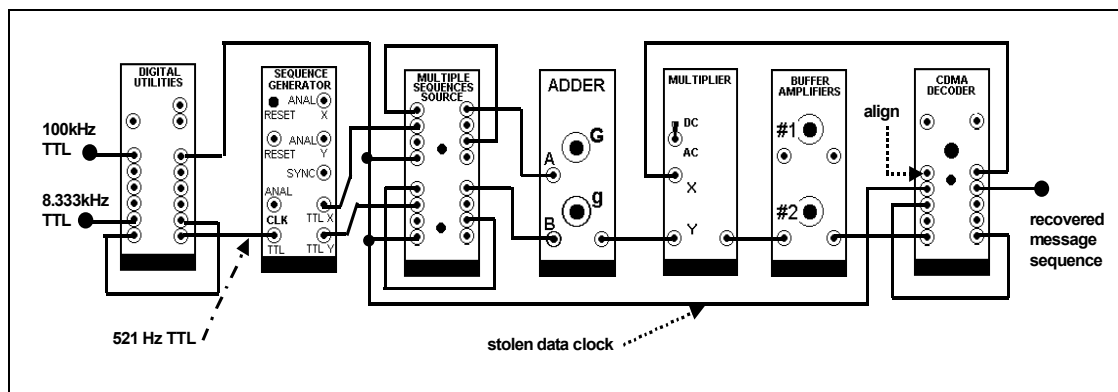 DIGITAL
UTILITIES
100kHz
TTL
8.333kHz
TTL
SEQUENCE
GENERATOR
ANAL
RESET
X
ANAL
RESET
Y
SYNC
ANAL
CLK
TTL X
TTL
TTL Y
MULTIPLE
SEQUENCES
SOURCE
ADDER
G
A
g
B
MULTIPLIER
DC
AC
X
Y
BUFFER
AMPLIFIERS
#1
#2
CDMA
DECODER
align
recovered
message
sequence
521 Hz TTL
stolen data clock